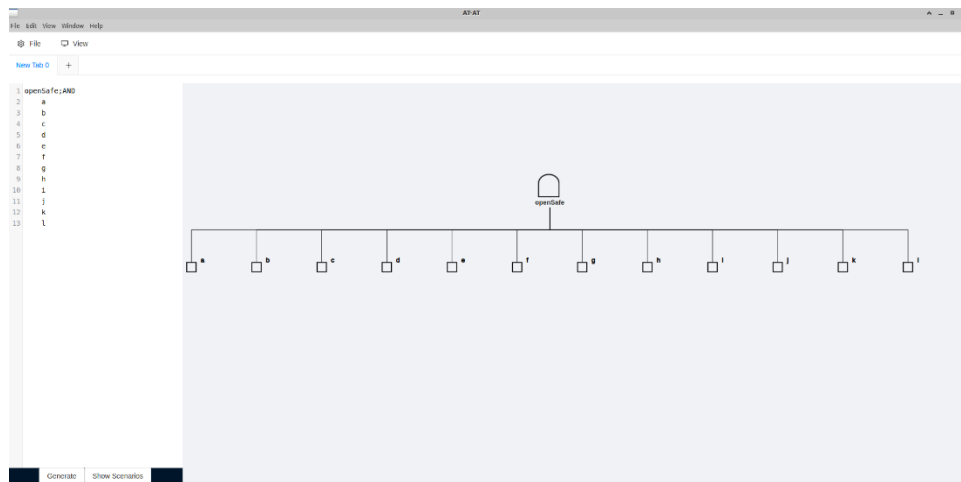 AT-AT
File Edit View Window Help
File View
New Tab 0 +
1 openSafe;AND
2 a
3 b
4 c
5 d
6 e
7 f
8 g
9 h
10 i
11 j
12 k
13 l
openSafe
a b c d e f g h i j k l
Generate Show Scenarios